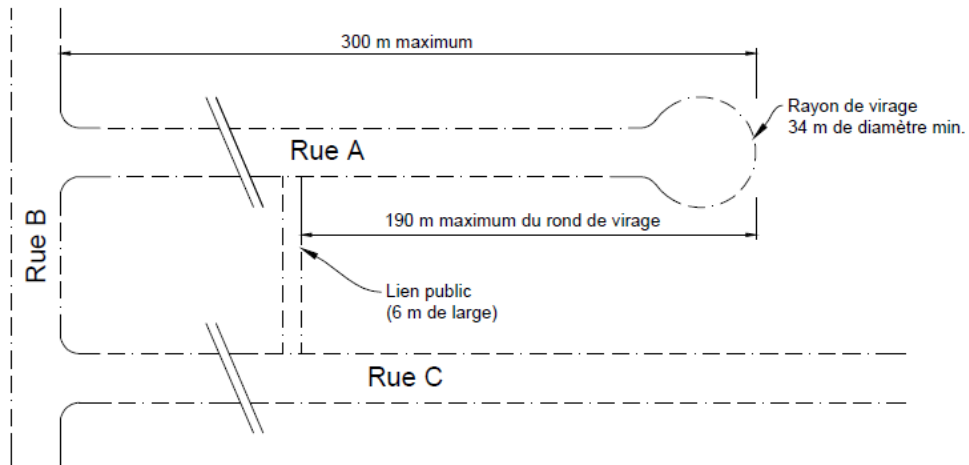 300 m maximum
Rayon de virage
34 m de diamètre min.
Rue A
190 m maximum du rond de virage
Rue B
Lien public
(6 m de large)
Rue C